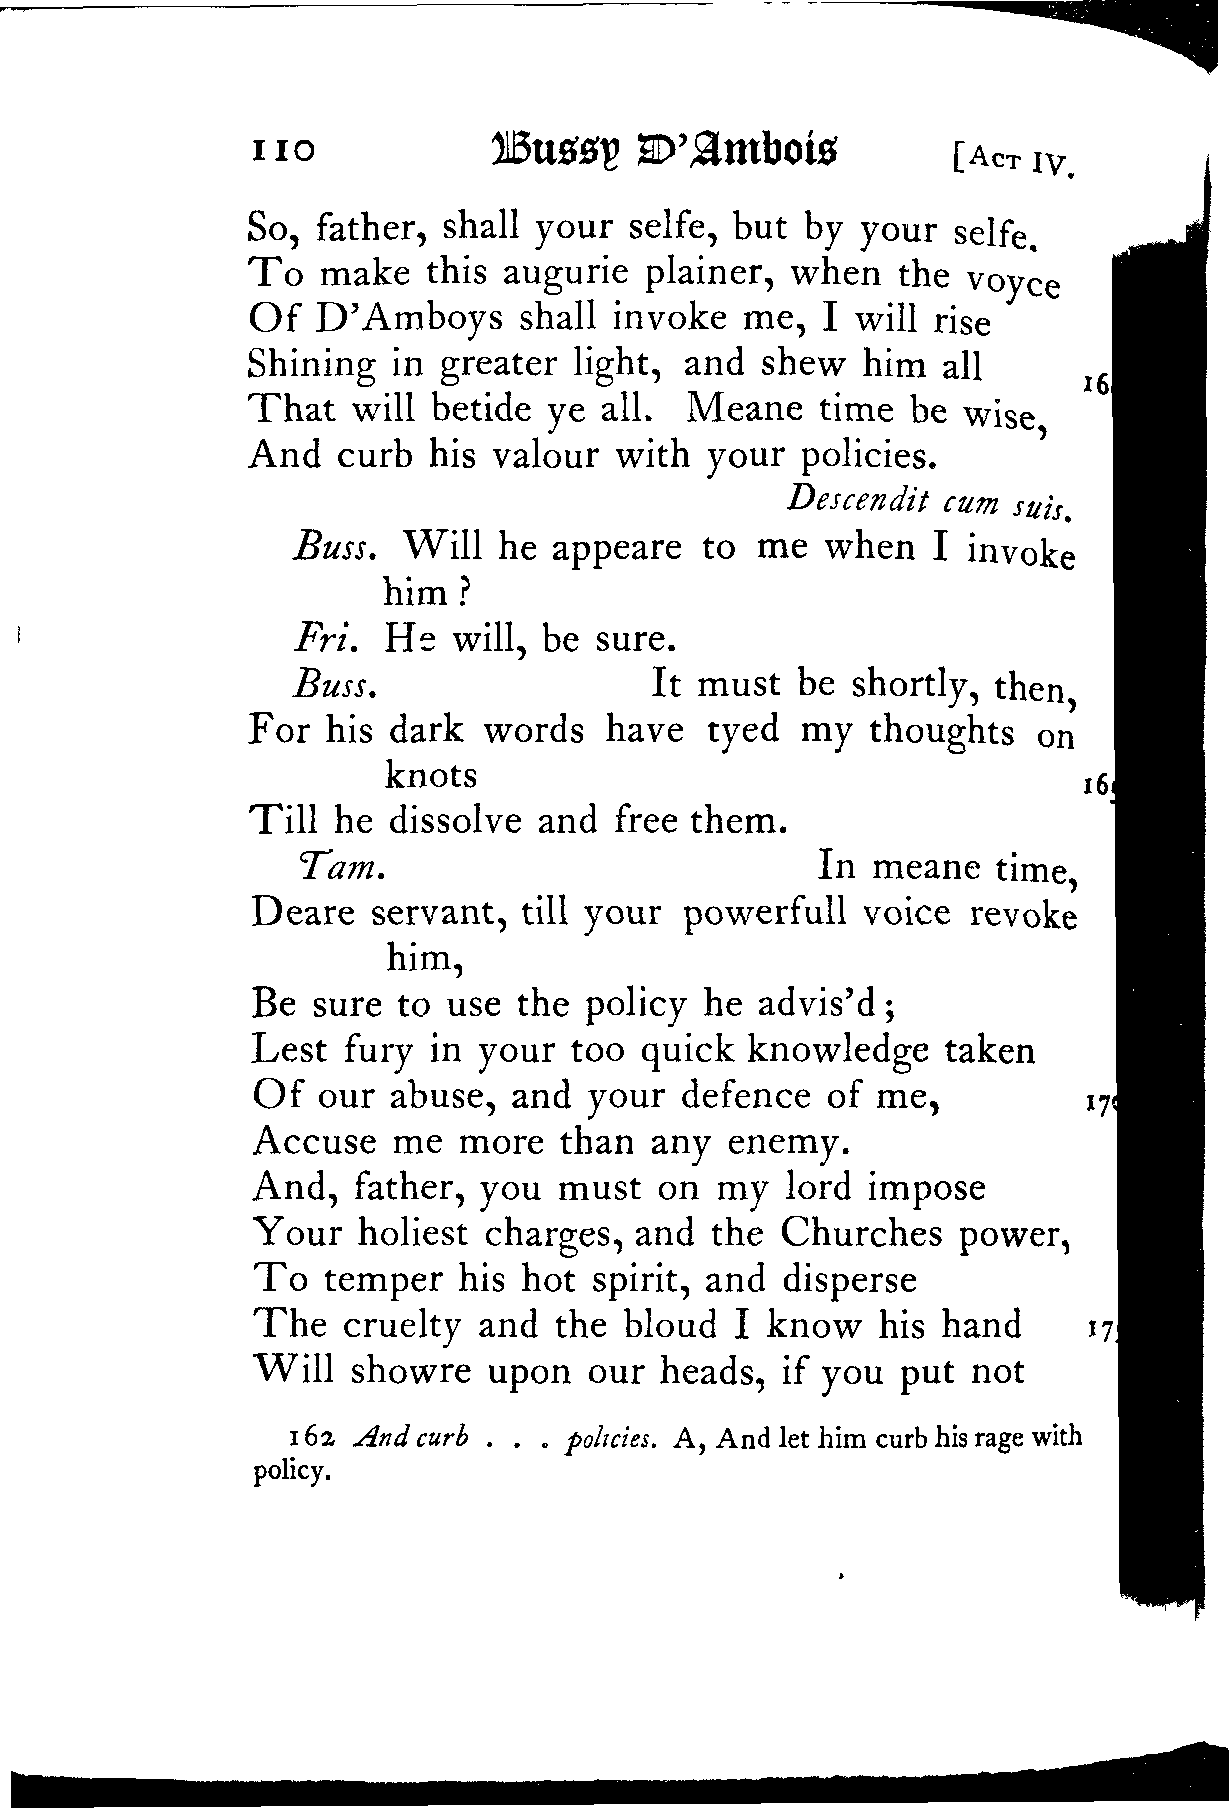 110 Bussy D'Ambois [ACT IV.
So, father, shall your selfe, but by your selfe.
To make this augurie plainer, when the voyce
Of D'Amboys shall invoke me, I will rise
Shining in greater light, and shew him all
That will betide ye all. Meane time be wise,
And curb his valour with your policies.
Descendit cum suis.
Buss. Will he appeare to me when I invoke
him?
Fri. He will, be sure.
Buss. It must be shortly, then,
For his dark words have tyed my thoughts on
knots
Till he dissolve and free them.
Tam. In meane time,
Deare servant, till your powerfull voice revoke
him,
Be sure to use the policy he advis'd;
Lest fury in your too quick knowledge taken
Of our abuse, and your defence of me,
Accuse me more than any enemy.
And, father, you must on my lord impose
Your holiest charges, and the Churches power,
To temper his hot spirit, and disperse
The cruelty and the bloud I know his hand
Will showre upon our heads, if you put not
162 And curb . . . policies. A, And let him curb his rage with
policy.